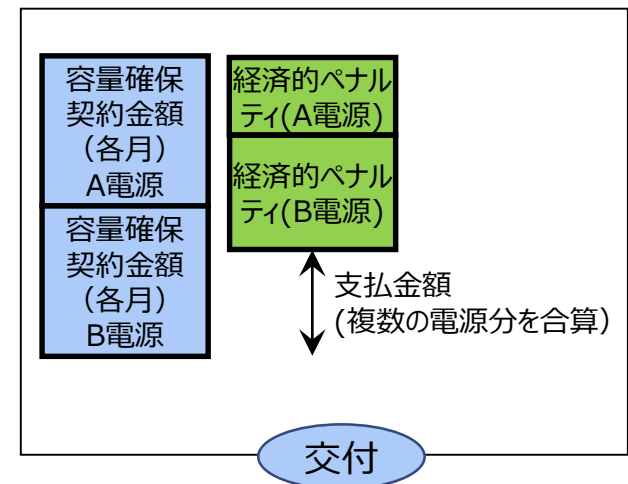 容量確保
契約金額
（各月）
A電源
容量確保
契約金額
（各月）
B電源
経済的ペナル
ティ(A電源)
経済的ペナル
ティ(B電源)
支払金額
(複数の電源分を合算）
交付